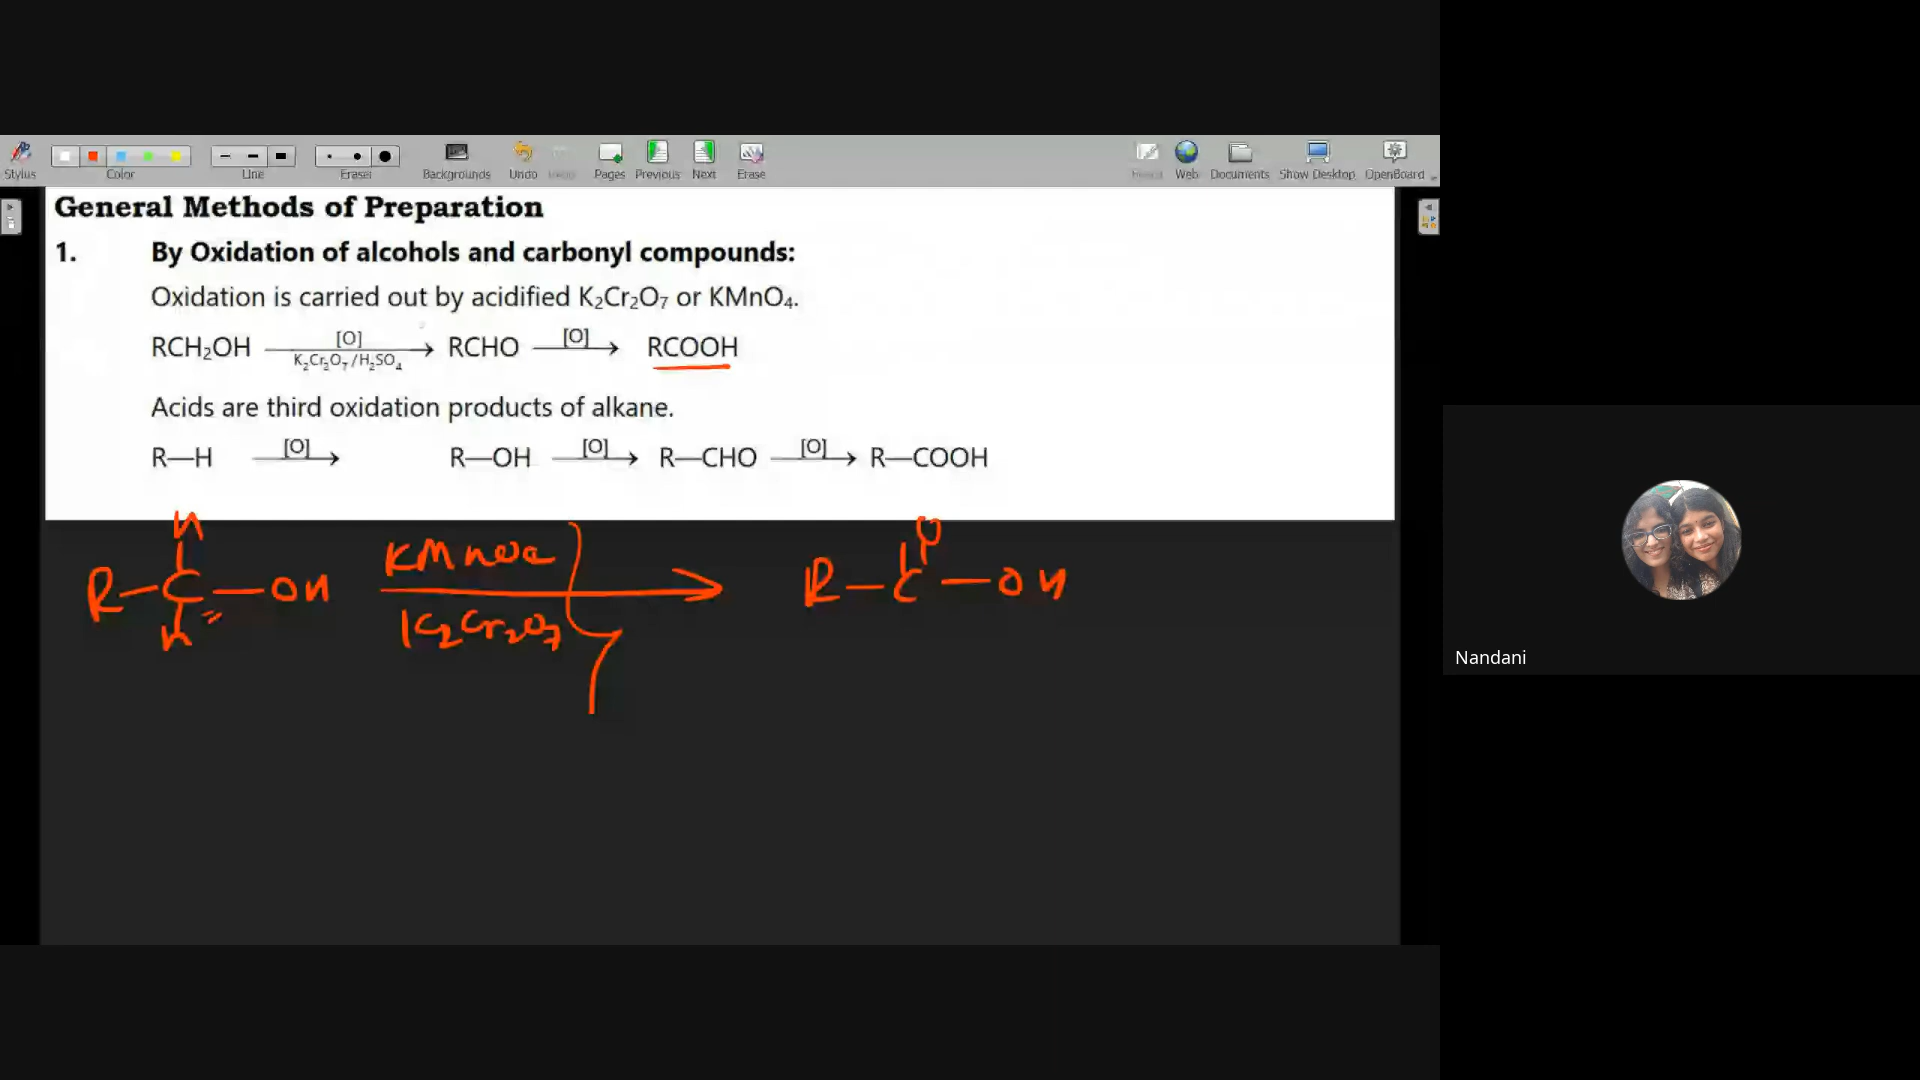 Stylus Color Line Eraser Backgrounds Undo Pages Previous Next Erase Web Documents Show Desktop OpenBoard
General Methods of Preparation
1. By Oxidation of alcohols and carbonyl compounds:
Oxidation is carried out by acidified K₂Cr₂O₇ or KMnO₄.
RCH₂OH [O] K₂Cr₂O₇/H₂SO₄ → RCHO [O] → RCOOH
Acids are third oxidation products of alkane.
R—H [O] → R—OH [O] → R—CHO [O] → R—COOH
H
O
R—C—OH KMnO₄ → R—C—OH
H K₂Cr₂O₇
Nandani